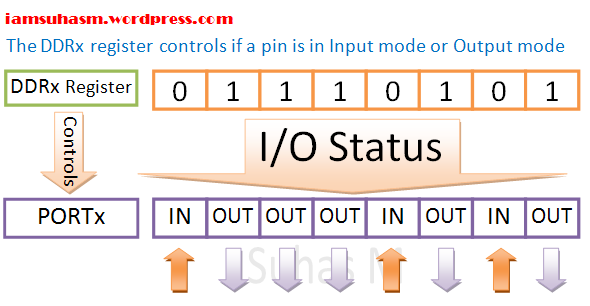 iamsuhasm.wordpress.com
The DDRx register controls if a pin is in Input mode or Output mode
DDRx Register 0 1 1 1 0 1 0 1
Controls
I/O Status
PORTx IN OUT OUT OUT IN OUT IN OUT
Suhas M